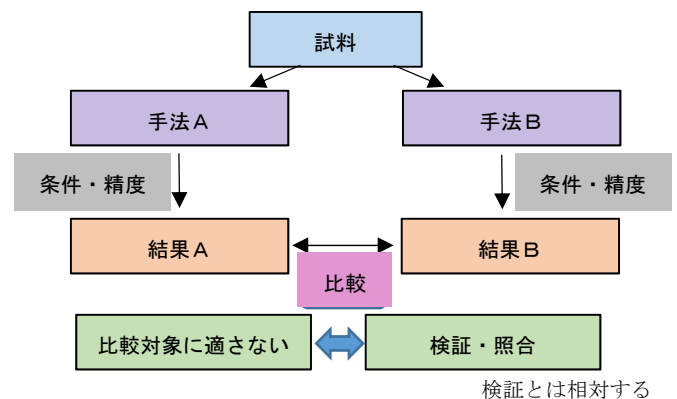 試料
手法Ａ
手法Ｂ
条件・精度
条件・精度
結果Ａ
結果Ｂ
比較
比較対象に適さない
検証・照合
検証とは相対する